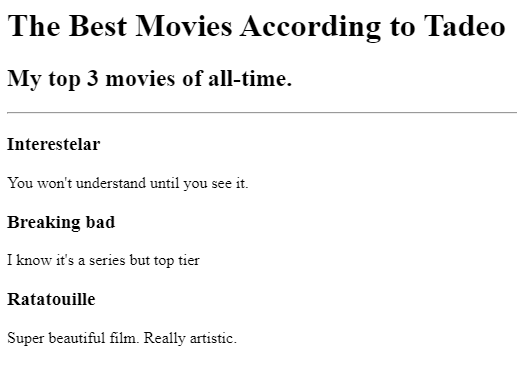 The Best Movies According to Tadeo
My top 3 movies of all-time.
Interestelar
You won't understand until you see it.
Breaking bad
I know it's a series but top tier
Ratatouille
Super beautiful film. Really artistic.